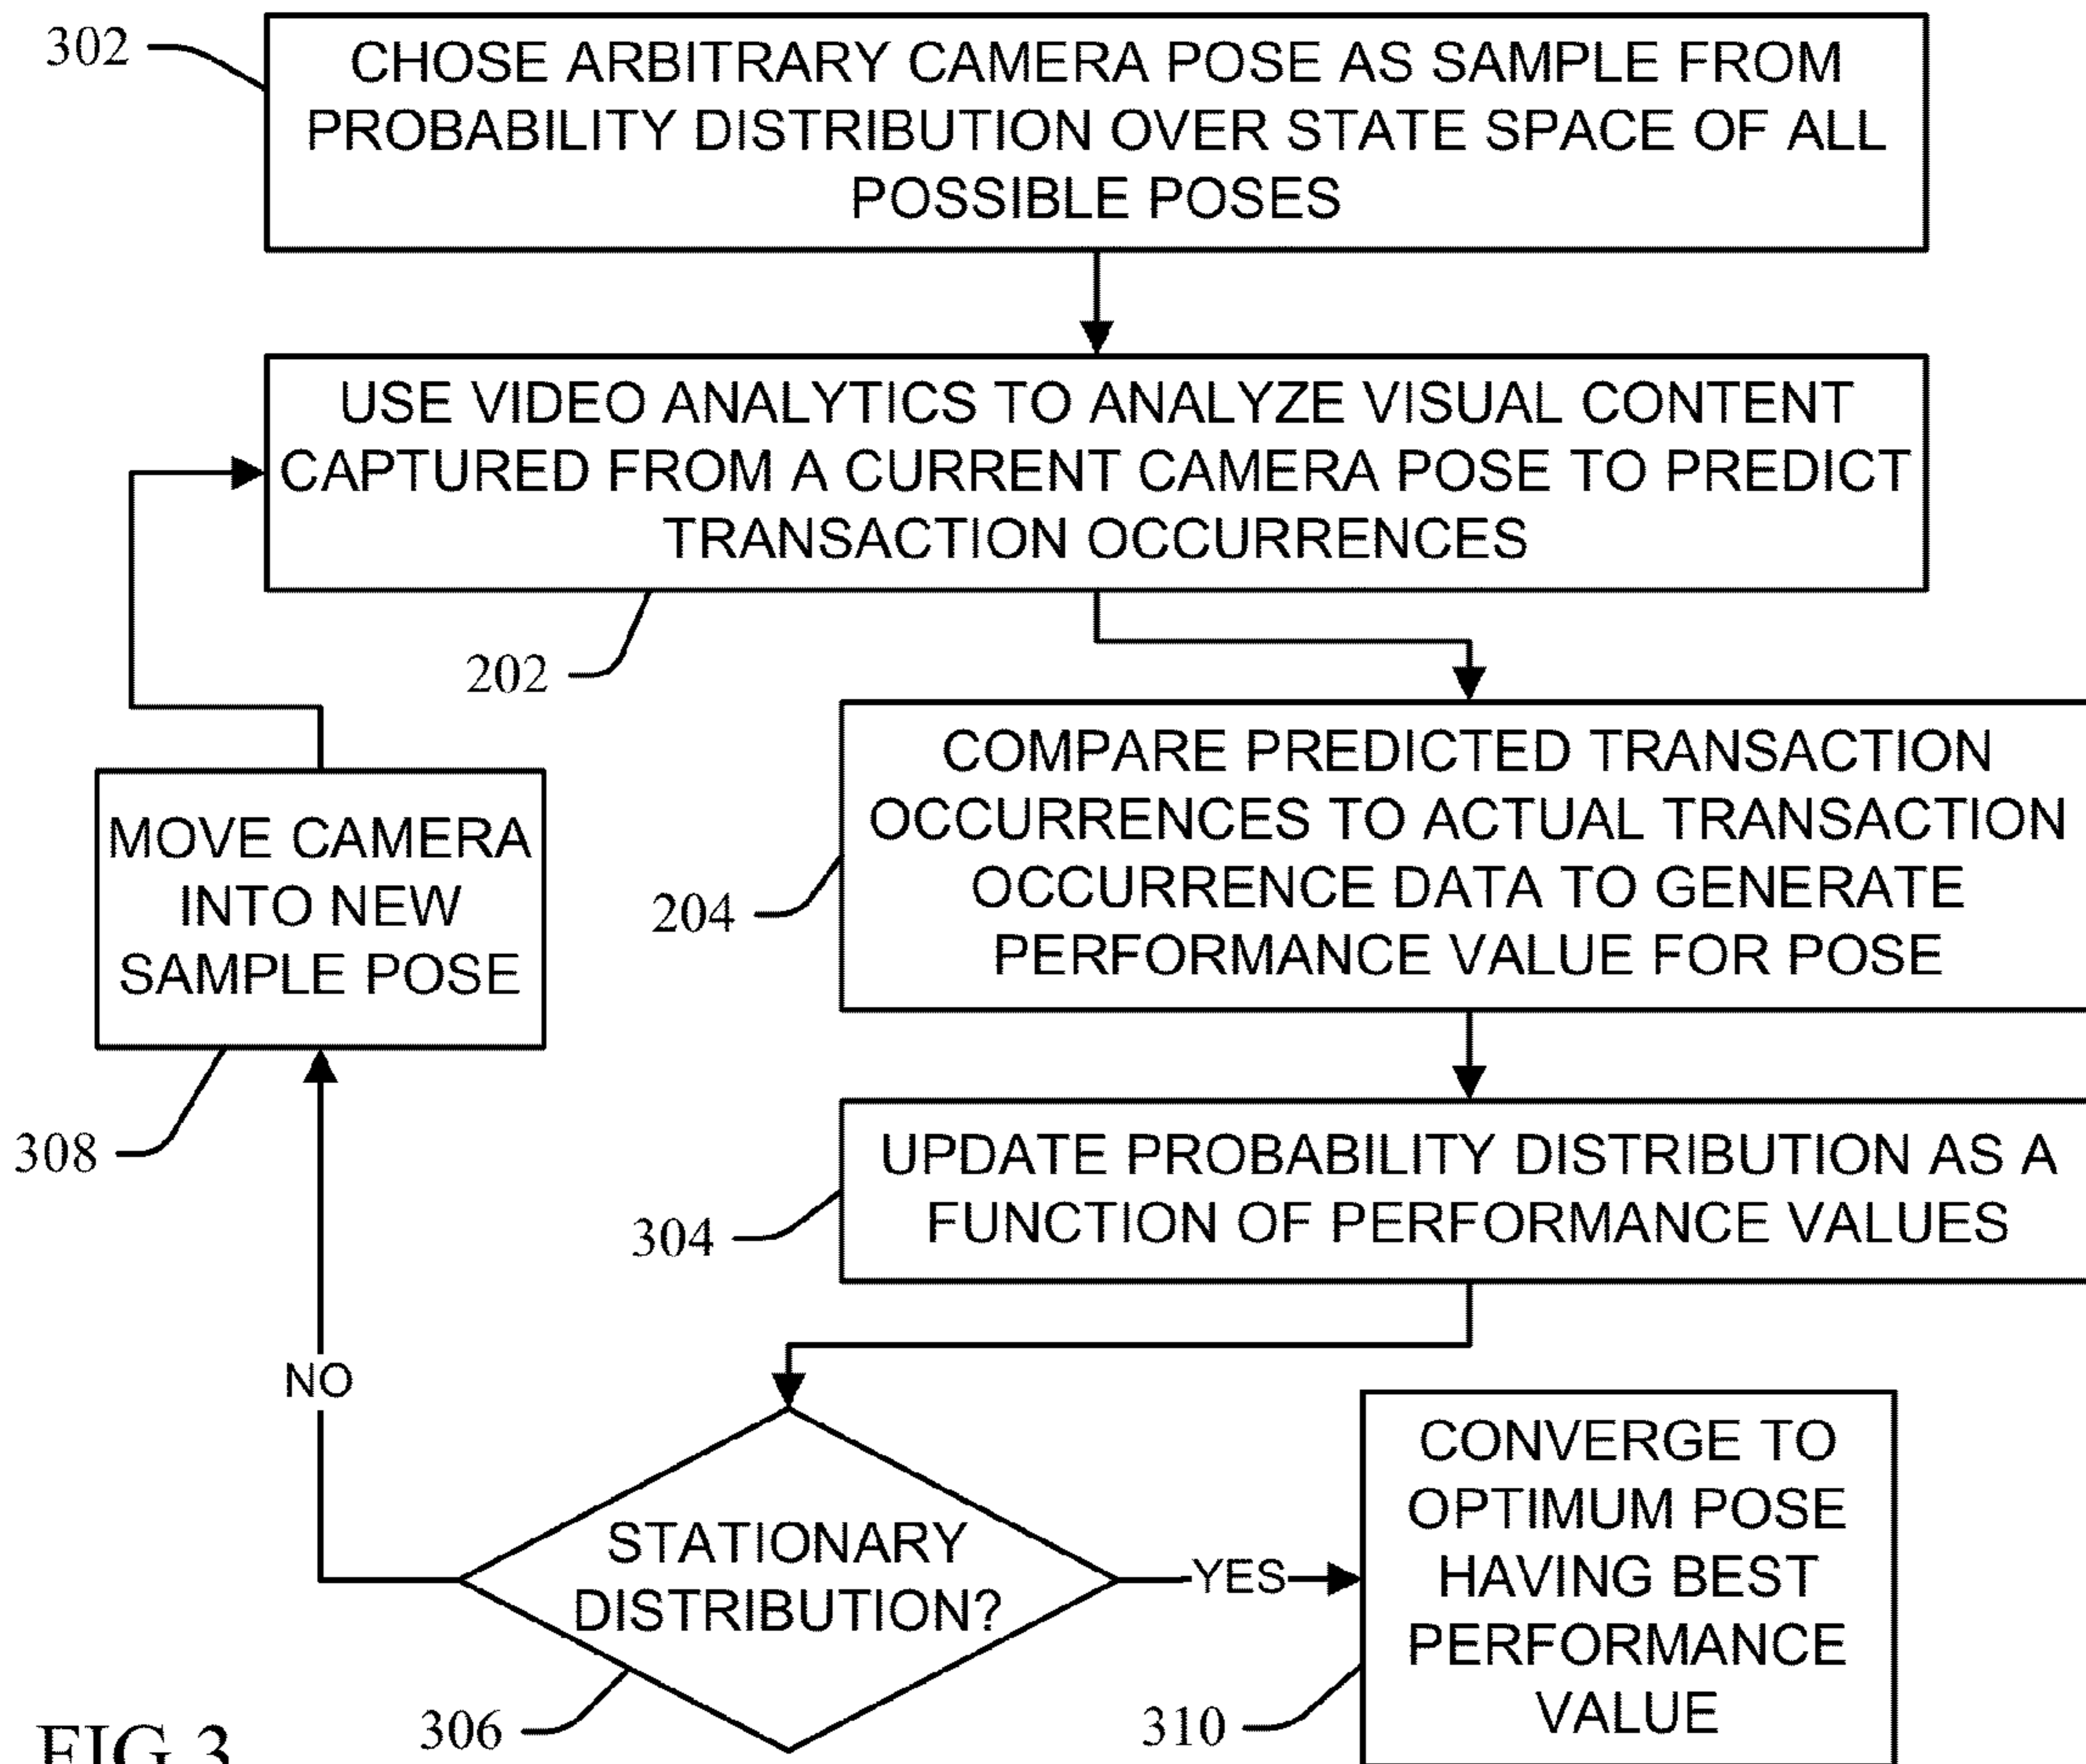 302
CHOSE ARBITRARY CAMERA POSE AS SAMPLE FROM
PROBABILITY DISTRIBUTION OVER STATE SPACE OF ALL
POSSIBLE POSES
USE VIDEO ANALYTICS TO ANALYZE VISUAL CONTENT
CAPTURED FROM A CURRENT CAMERA POSE TO PREDICT
TRANSACTION OCCURRENCES
202
COMPARE PREDICTED TRANSACTION
OCCURRENCES TO ACTUAL TRANSACTION
OCCURRENCE DATA TO GENERATE
PERFORMANCE VALUE FOR POSE
204
MOVE CAMERA
INTO NEW
SAMPLE POSE
308
UPDATE PROBABILITY DISTRIBUTION AS A
FUNCTION OF PERFORMANCE VALUES
304
NO
STATIONARY
DISTRIBUTION?
306
YES
CONVERGE TO
OPTIMUM POSE
HAVING BEST
PERFORMANCE
VALUE
310
FIG 3